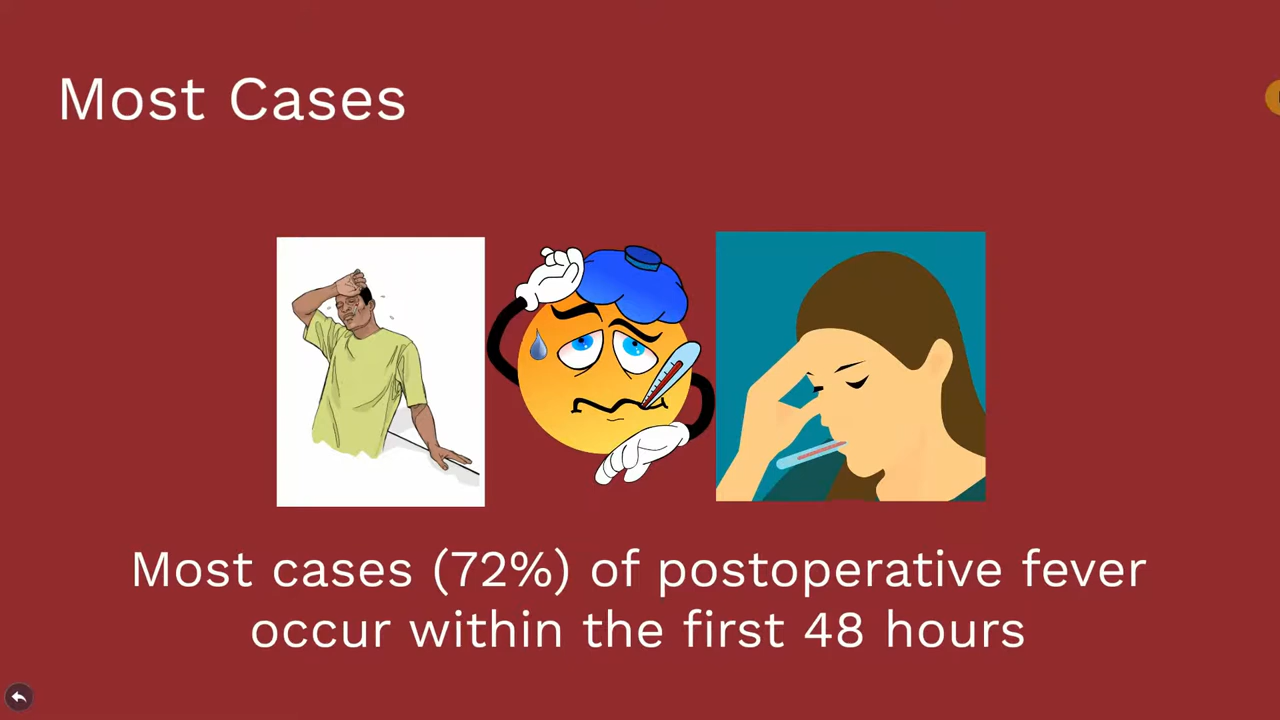 Most Cases
Most cases (72%) of postoperative fever
occur within the first 48 hours